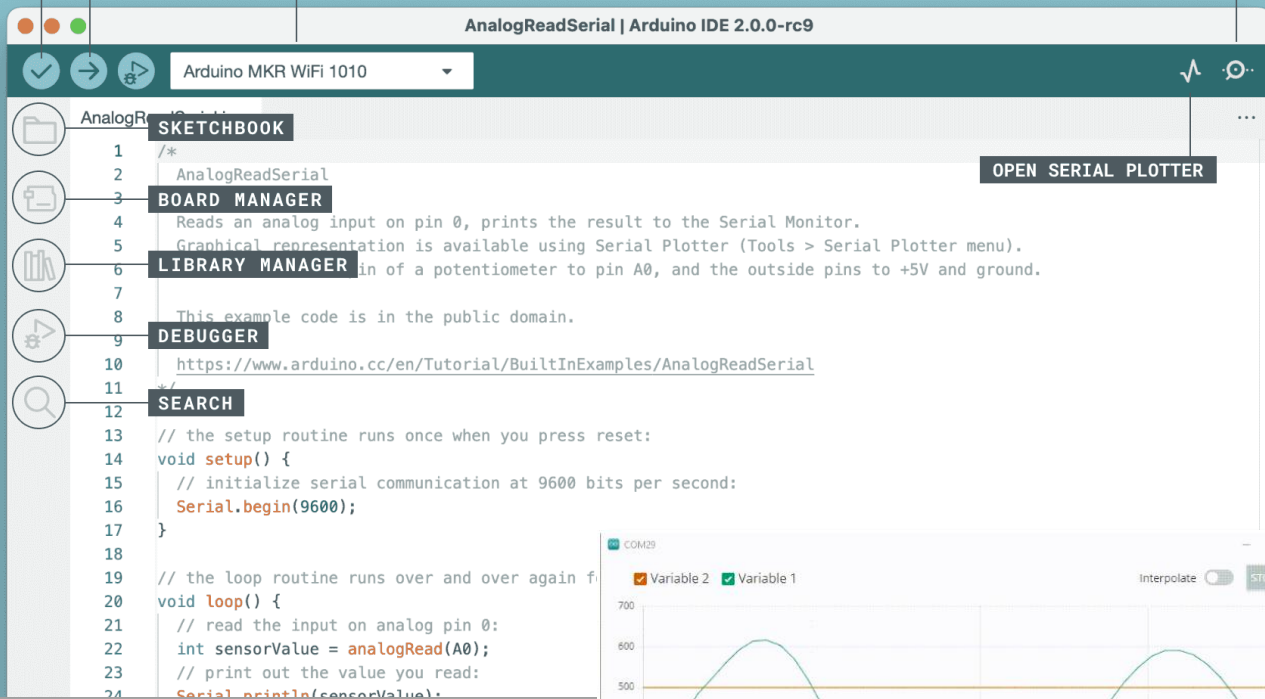 AnalogReadSerial | Arduino IDE 2.0.0-rc9
Arduino MKR WiFi 1010
SKETCHBOOK
OPEN SERIAL PLOTTER
1 /*
2 AnalogReadSerial
3
BOARD MANAGER
4 Reads an analog input on pin 0, prints the result to the Serial Monitor.
5 Graphical representation is available using Serial Plotter (Tools > Serial Plotter menu).
LIBRARY MANAGER
6 of a potentiometer to pin A0, and the outside pins to +5V and ground.
7
8 This example code is in the public domain.
9
DEBUGGER
10 https://www.arduino.cc/en/Tutorial/BuiltInExamples/AnalogReadSerial
11 */
SEARCH
12
13 // the setup routine runs once when you press reset:
14 void setup() {
15 // initialize serial communication at 9600 bits per second:
16 Serial.begin(9600);
17 }
18
19 // the loop routine runs over and over again
20 void loop() {
21 // read the input on analog pin 0:
22 int sensorValue = analogRead(A0);
23 // print out the value you read:
24 Serial.println(sensorValue);
COM29
Variable 2 Variable 1 Interpolate
700
600
500